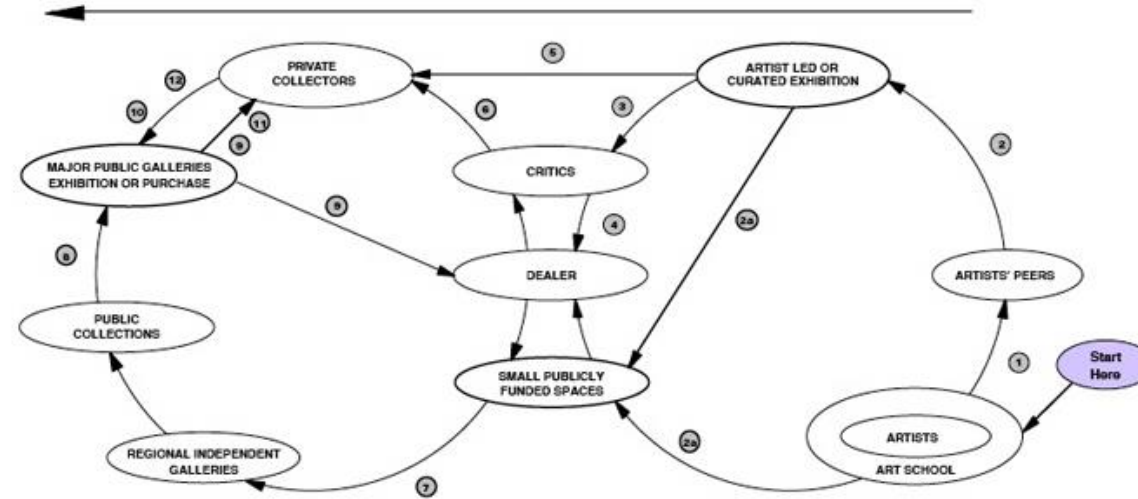 5
PRIVATE
COLLECTORS
ARTIST LED OR
CURATED EXHIBITION
12
10
11
9
6
3
2
MAJOR PUBLIC GALLERIES
EXHIBITION OR PURCHASE
CRITICS
9
4
2a
8
DEALER
ARTISTS' PEERS
PUBLIC
COLLECTIONS
1
Start
Here
SMALL PUBLICLY
FUNDED SPACES
2a
ARTISTS
ART SCHOOL
REGIONAL INDEPENDENT
GALLERIES
7